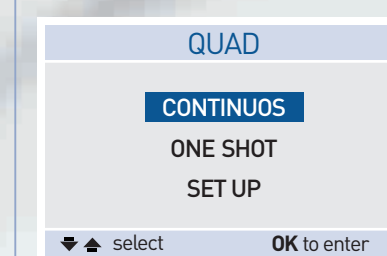 QUAD
CONTINUOS
ONE SHOT
SET UP
select OK to enter